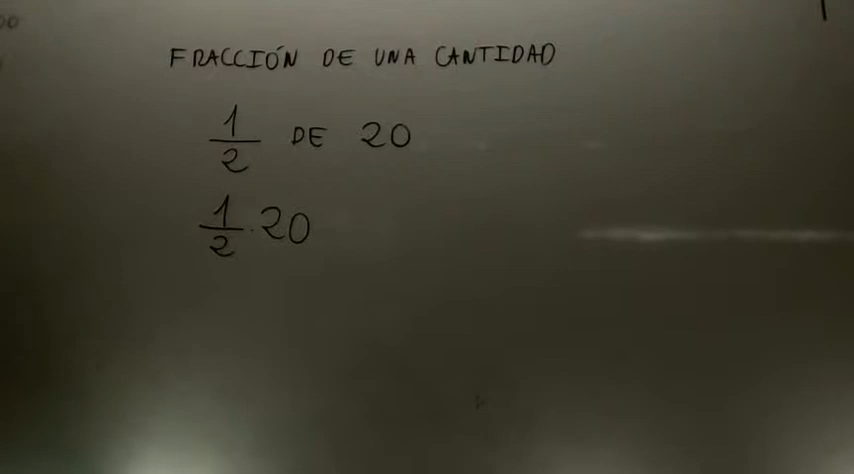 FRACCIÓN DE UNA CANTIDAD
1/2 DE 20
1/2 · 20